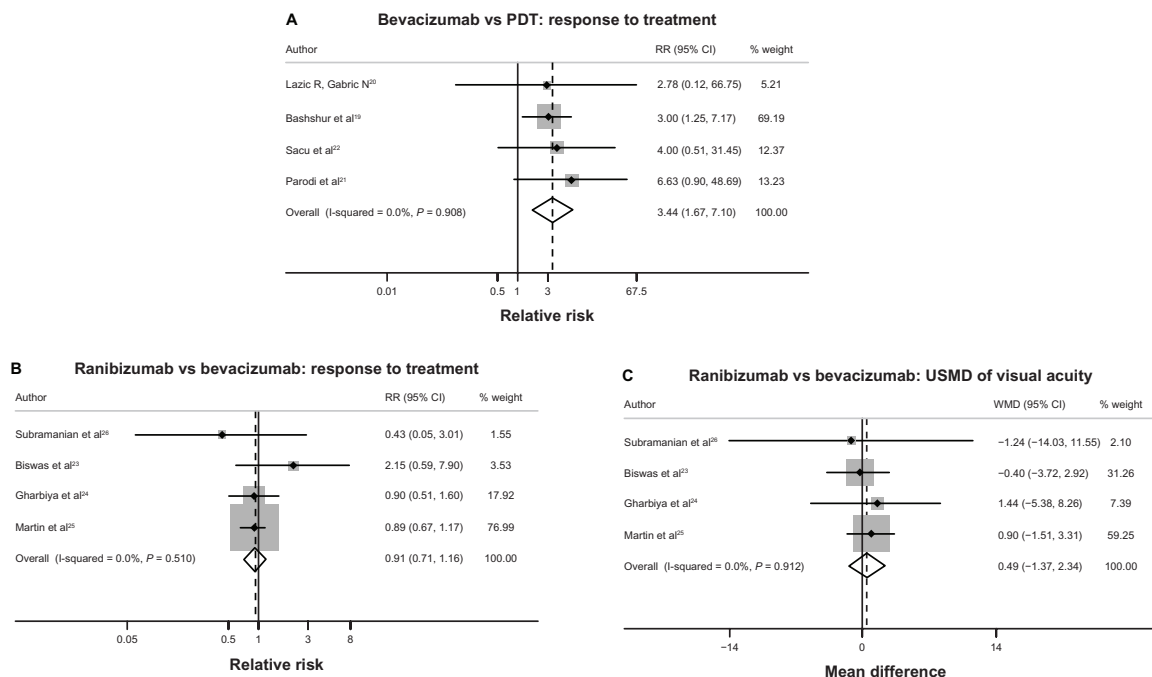 A Bevacizumab vs PDT: response to treatment
Author RR (95% CI) % weight
Lazic R, Gabric N20 2.78 (0.12, 66.75) 5.21
Bashshur et al19 3.00 (1.25, 7.17) 69.19
Sacu et al22 4.00 (0.51, 31.45) 12.37
Parodi et al21 6.63 (0.90, 48.69) 13.23
Overall (I-squared = 0.0%, P = 0.908) 3.44 (1.67, 7.10) 100.00
0.01 0.5 1 3 67.5
Relative risk
B Ranibizumab vs bevacizumab: response to treatment
Author RR (95% CI) % weight
Subramanian et al26 0.43 (0.05, 3.01) 1.55
Biswas et al23 2.15 (0.59, 7.90) 3.53
Gharbiya et al24 0.90 (0.51, 1.60) 17.92
Martin et al25 0.89 (0.67, 1.17) 76.99
Overall (I-squared = 0.0%, P = 0.510) 0.91 (0.71, 1.16) 100.00
0.05 0.5 1 3 8
Relative risk
C Ranibizumab vs bevacizumab: USMD of visual acuity
Author WMD (95% CI) % weight
Subramanian et al26 −1.24 (−14.03, 11.55) 2.10
Biswas et al23 −0.40 (−3.72, 2.92) 31.26
Gharbiya et al24 1.44 (−5.38, 8.26) 7.39
Martin et al25 0.90 (−1.51, 3.31) 59.25
Overall (I-squared = 0.0%, P = 0.912) 0.49 (−1.37, 2.34) 100.00
−14 0 14
Mean difference